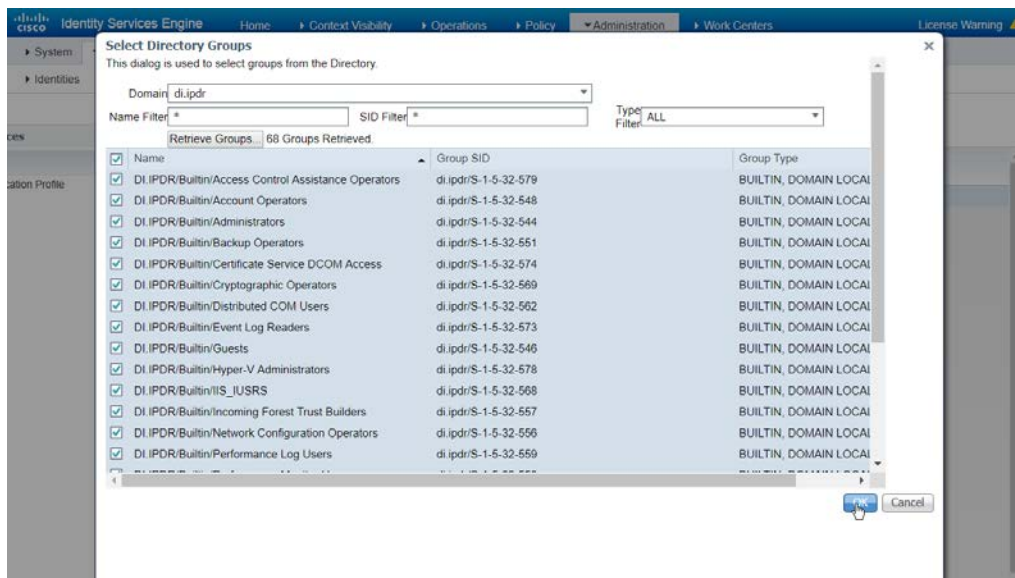 cisco Identity Services Engine Home Context Visibility Operations Policy Administration Work Centers License Warning
System
Identities
Select Directory Groups
This dialog is used to select groups from the Directory.
Domain di.ipdr
Name Filter * SID Filter * Type Filter ALL
Retrieve Groups... 68 Groups Retrieved.
Name Group SID Group Type
DI.IPDR/Builtin/Access Control Assistance Operators di.ipdr/S-1-5-32-579 BUILTIN, DOMAIN LOCAL
DI.IPDR/Builtin/Account Operators di.ipdr/S-1-5-32-548 BUILTIN, DOMAIN LOCAL
DI.IPDR/Builtin/Administrators di.ipdr/S-1-5-32-544 BUILTIN, DOMAIN LOCAL
DI.IPDR/Builtin/Backup Operators di.ipdr/S-1-5-32-551 BUILTIN, DOMAIN LOCAL
DI.IPDR/Builtin/Certificate Service DCOM Access di.ipdr/S-1-5-32-574 BUILTIN, DOMAIN LOCAL
DI.IPDR/Builtin/Cryptographic Operators di.ipdr/S-1-5-32-569 BUILTIN, DOMAIN LOCAL
DI.IPDR/Builtin/Distributed COM Users di.ipdr/S-1-5-32-562 BUILTIN, DOMAIN LOCAL
DI.IPDR/Builtin/Event Log Readers di.ipdr/S-1-5-32-573 BUILTIN, DOMAIN LOCAL
DI.IPDR/Builtin/Guests di.ipdr/S-1-5-32-546 BUILTIN, DOMAIN LOCAL
DI.IPDR/Builtin/Hyper-V Administrators di.ipdr/S-1-5-32-578 BUILTIN, DOMAIN LOCAL
DI.IPDR/Builtin/IIS_IUSRS di.ipdr/S-1-5-32-568 BUILTIN, DOMAIN LOCAL
DI.IPDR/Builtin/Incoming Forest Trust Builders di.ipdr/S-1-5-32-557 BUILTIN, DOMAIN LOCAL
DI.IPDR/Builtin/Network Configuration Operators di.ipdr/S-1-5-32-556 BUILTIN, DOMAIN LOCAL
DI.IPDR/Builtin/Performance Log Users di.ipdr/S-1-5-32-559 BUILTIN, DOMAIN LOCAL
OK Cancel
ces
cation Profile